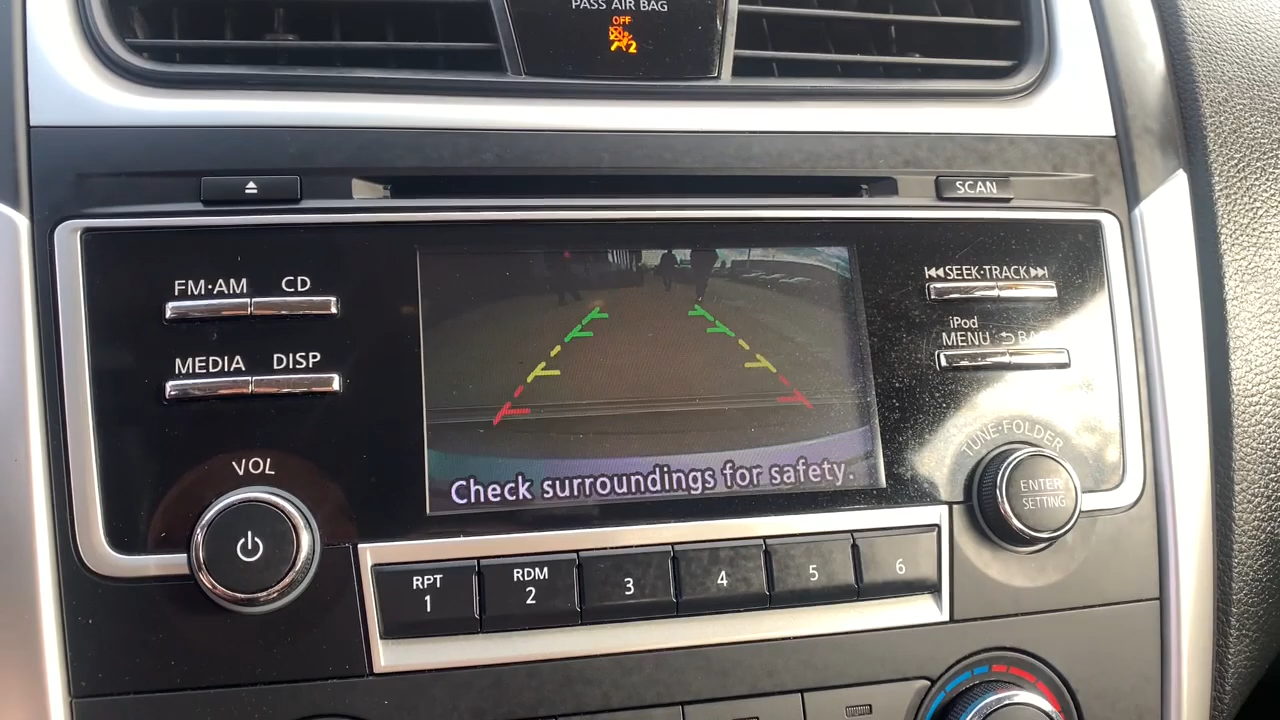 PASS AIR BAG
OFF
2
SCAN
FM·AM CD
SEEK·TRACK
MEDIA DISP
iPod
MENU
VOL
TUNE·FOLDER
ENTER
SETTING
Check surroundings for safety.
RPT
1
RDM
2
3
4
5
6